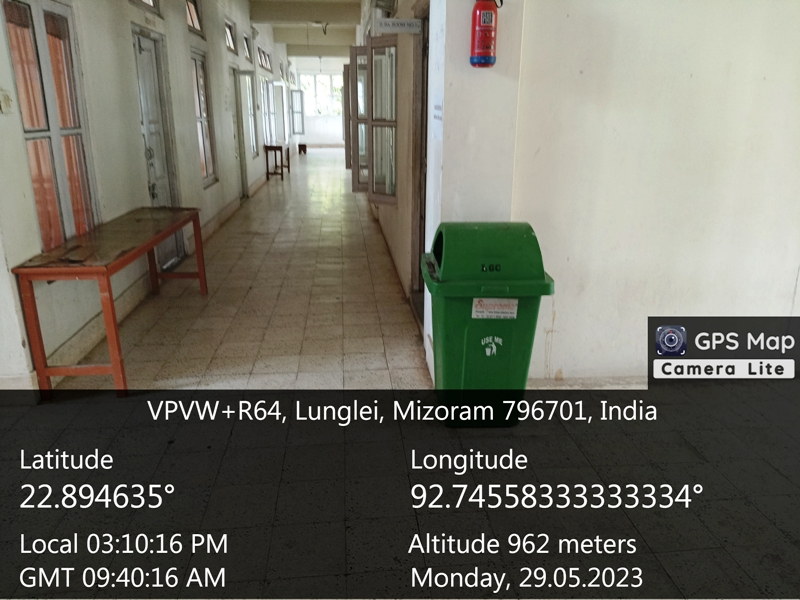 USE ME
GPS Map
Camera Lite
VPVW+R64, Lunglei, Mizoram 796701, India
Latitude
Longitude
22.894635°
92.74558333333334°
Local 03:10:16 PM
Altitude 962 meters
GMT 09:40:16 AM
Monday, 29.05.2023